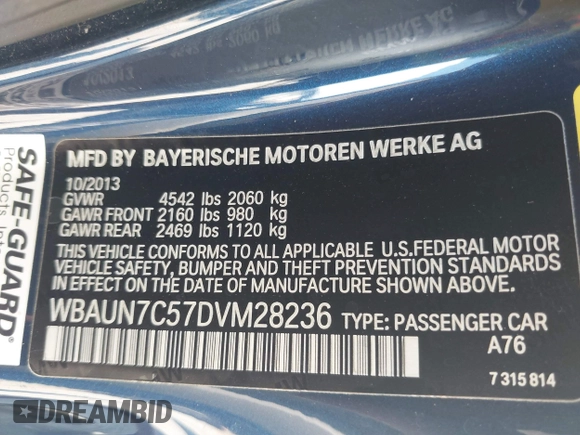 MFD BY BAYERISCHE MOTOREN WERKE AG
10/2013
GVWR 4542 lbs 2060 kg
GAWR FRONT 2160 lbs 980 kg
GAWR REAR 2469 lbs 1120 kg
THIS VEHICLE CONFORMS TO ALL APPLICABLE U.S.FEDERAL MOTOR
VEHICLE SAFETY, BUMPER AND THEFT PREVENTION STANDARDS
IN EFFECT ON THE DATE OF MANUFACTURE SHOWN ABOVE.
WBAUN7C57DVM28236 TYPE: PASSENGER CAR
A76
7 315 814
SAFE-GUARD
Products
DREAMBID